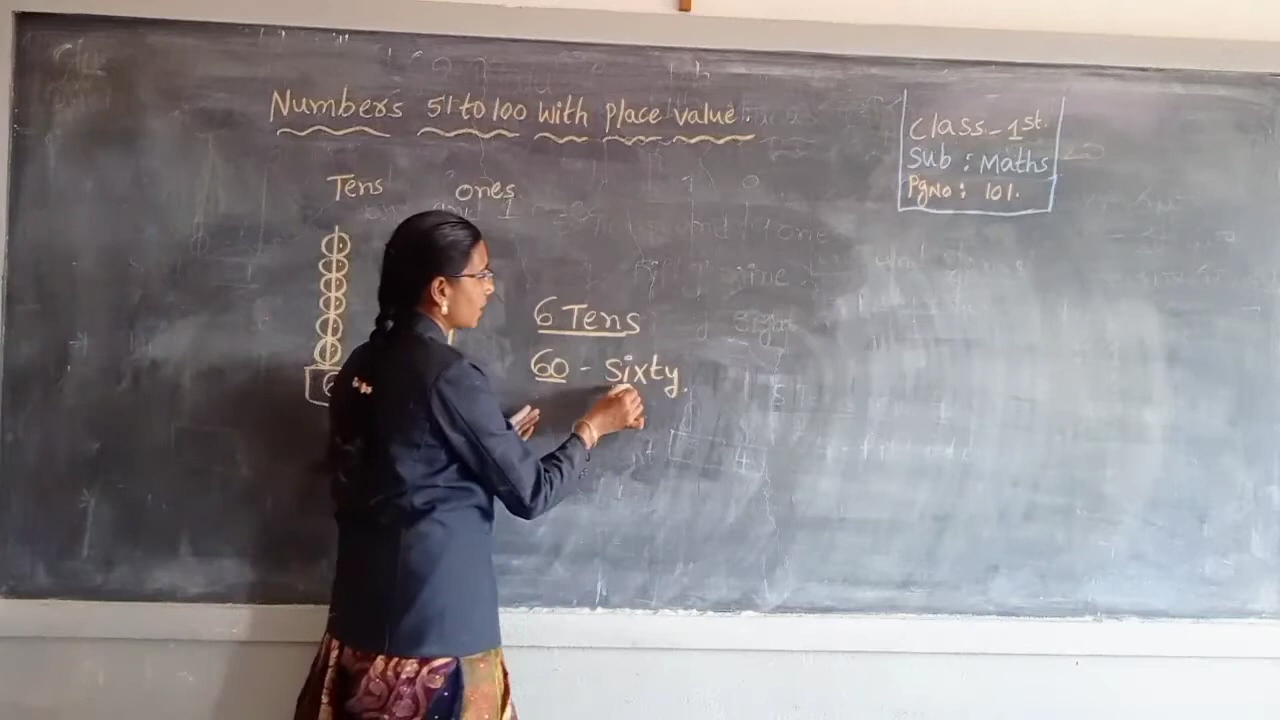 Numbers 51 to 100 with place value.
Class - 1st.
Sub : Maths
Pg No : 101.
Tens ones
6 Tens
60 - Sixty.